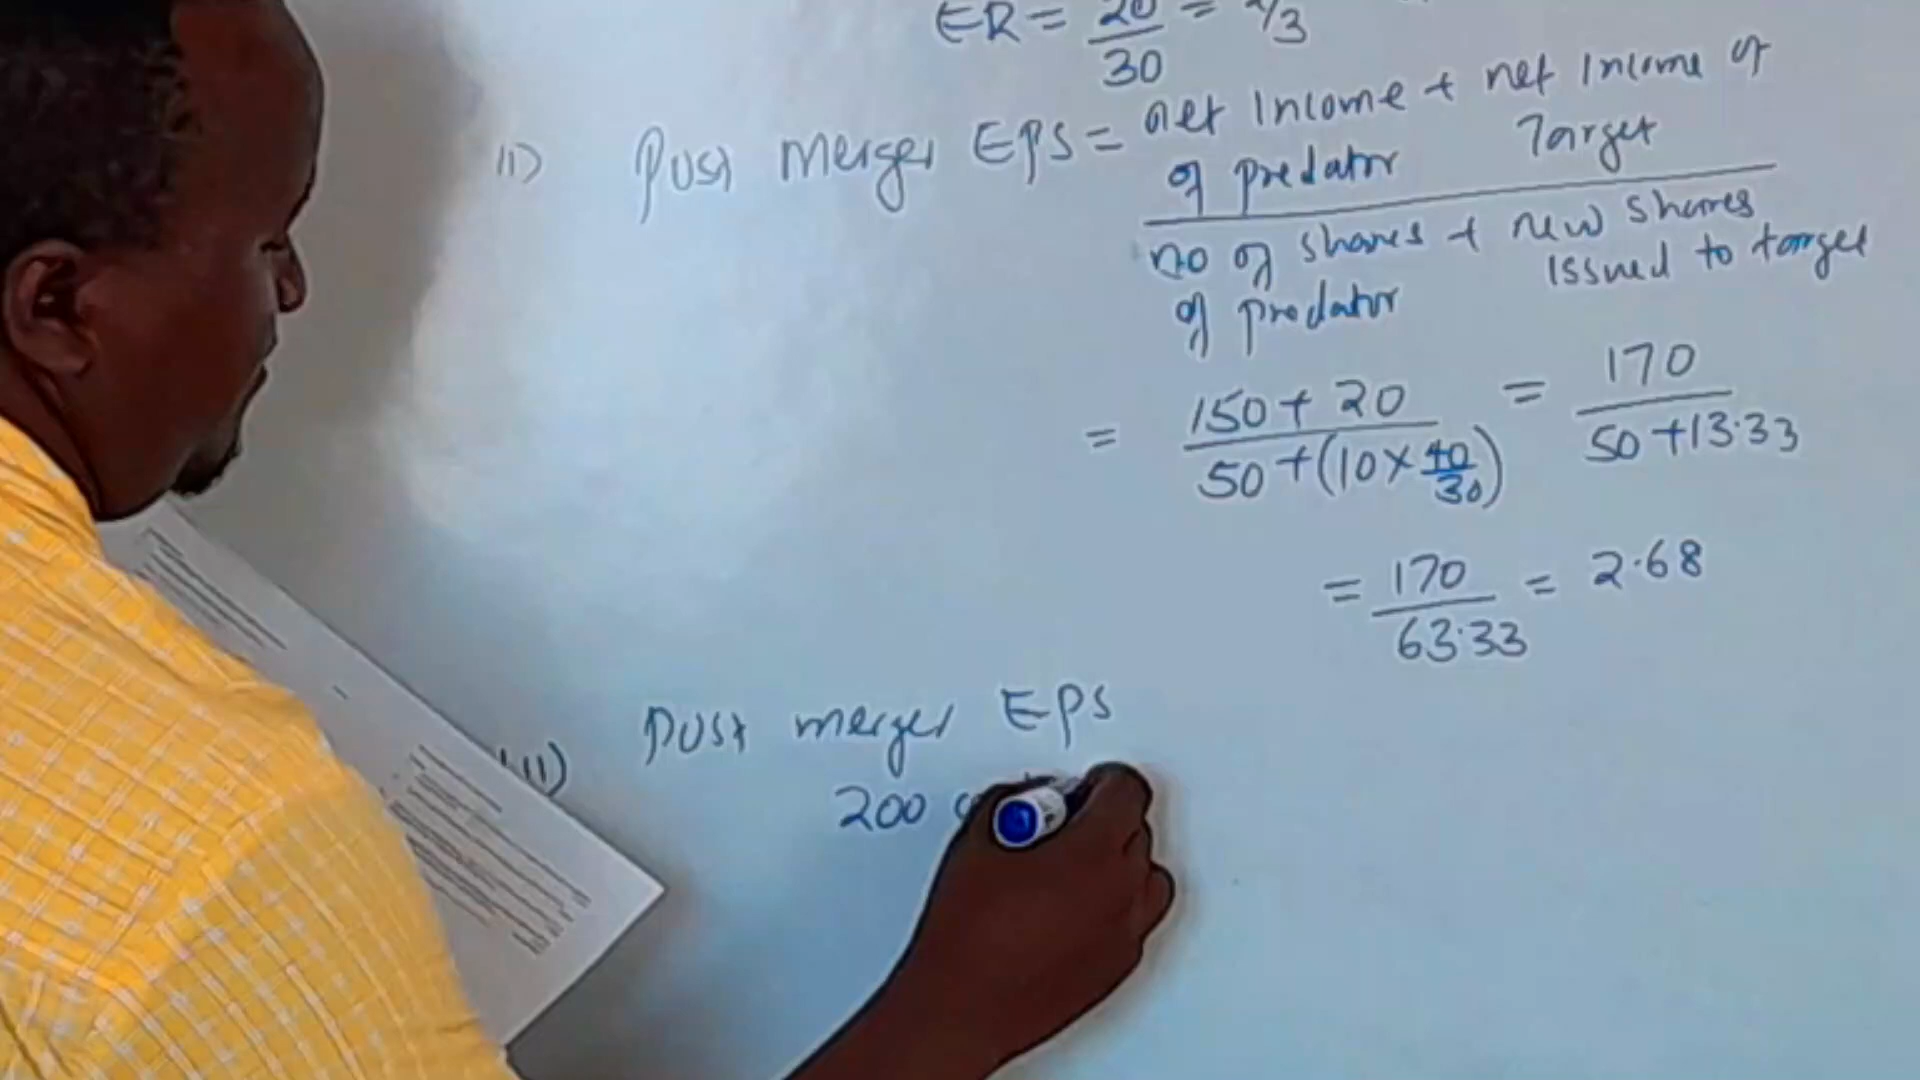 ER = 20/30 = 2/3
II) Post merger EPS = net income + net income of
of predator Target
no of shares + new shares
of predator issued to target
= 150 + 20 / 50 + (10 × 40/30) = 170 / 50 + 13.33
= 170 / 63.33 = 2.68
Post merger EPS
200